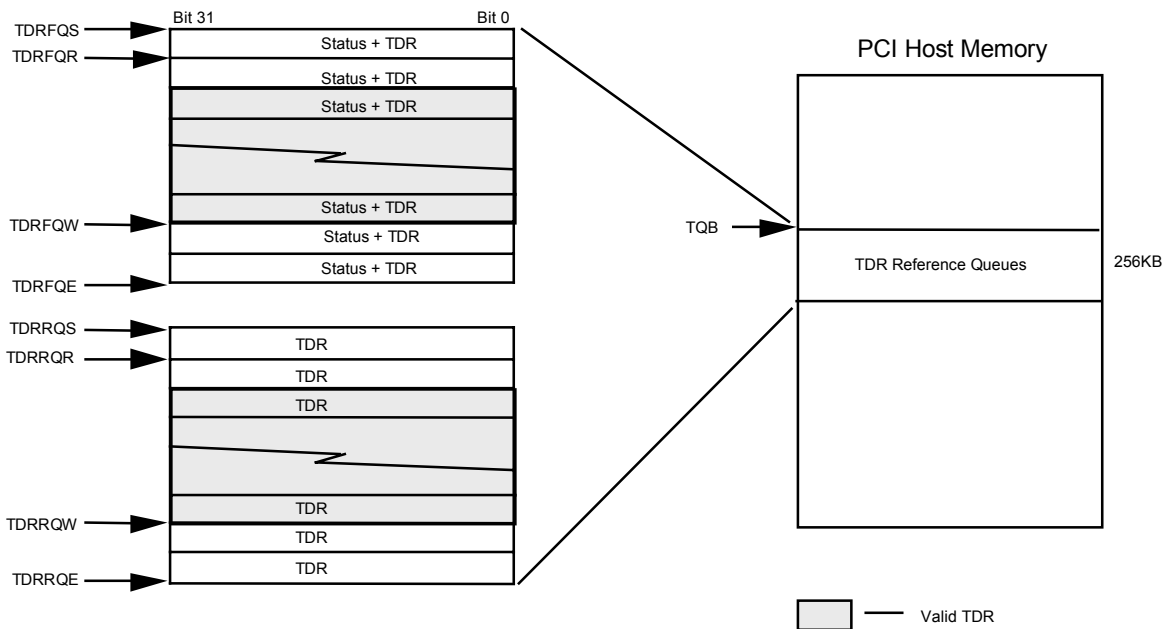 Bit 31 Bit 0
TDRFQS
Status + TDR
TDRFQR
Status + TDR
Status + TDR
Status + TDR
TDRFQW
Status + TDR
Status + TDR
TDRFQE
TDRRQS
TDR
TDRRQR
TDR
TDR
TDR
TDRRQW
TDR
TDR
TDRRQE
PCI Host Memory
TQB
TDR Reference Queues
256KB
Valid TDR